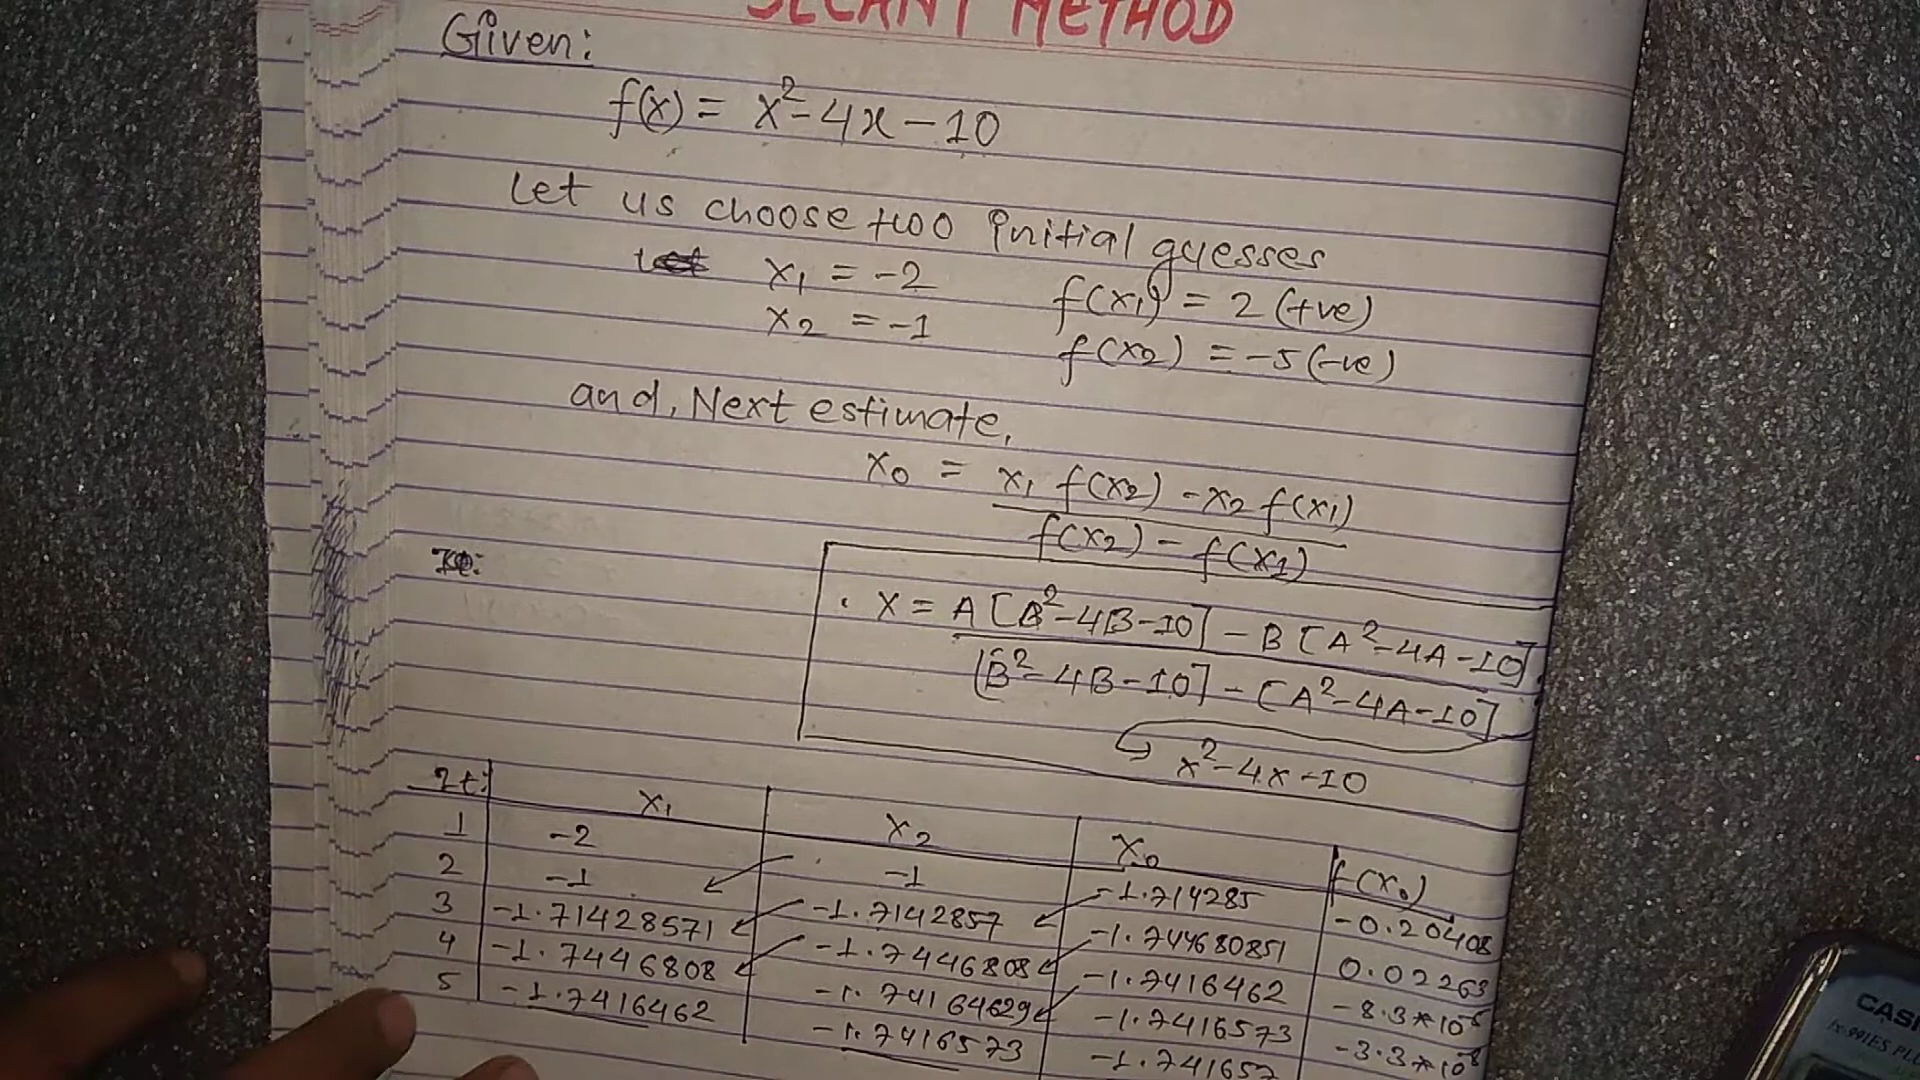 SECANT METHOD
Given:
f(x) = x²-4x-10
Let us choose two initial guesses
x₁ = -2 f(x₁) = 2 (+ve)
x₂ = -1 f(x₂) = -5 (-ve)
and, Next estimate,
x₀ = x₁ f(x₂) - x₂ f(x₁)
f(x₂) - f(x₁)
. X = A [B²-4B-10] - B [A²-4A-10]
[B²-4B-10] - [A²-4A-10]
x²-4x-10
It: x₁ x₂ x₀ f(x₀)
1 -2 -1 -1.714285 -0.20408
2 -1 -1.7142857 -1.744680851 0.02263
3 -1.71428571 -1.7446808 -1.7416462
4 -1.7446808 -1.74164629 -1.7416573
5 -1.7416462 -1.7416573 -1.741657